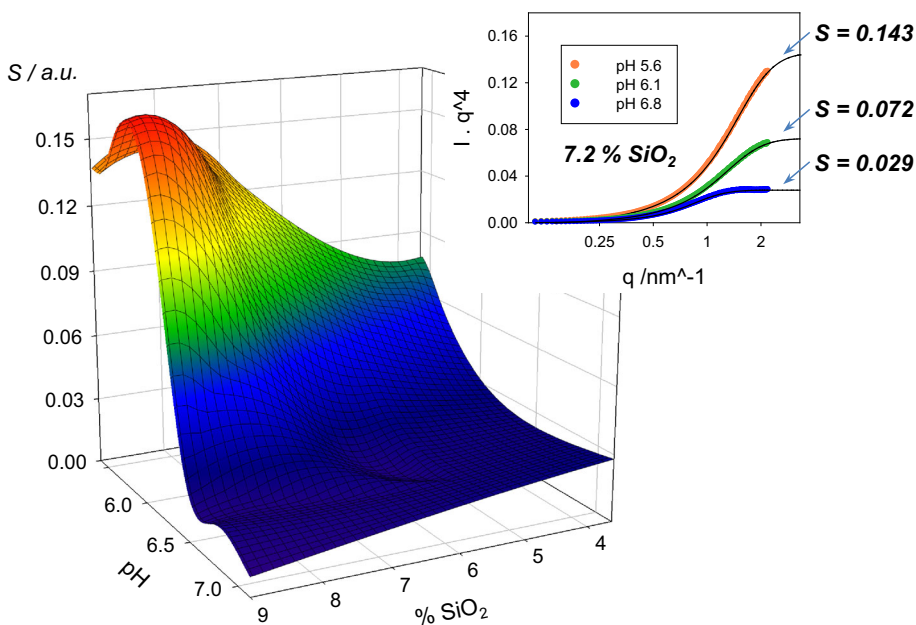 S / a.u.
0.15
0.12
0.09
0.06
0.03
0.00
6.0
6.5
7.0
pH
9
8
7
6
5
4
% SiO₂
0.16
0.12
0.08
0.04
0.00
I . q^4
pH 5.6
pH 6.1
pH 6.8
7.2 % SiO₂
0.25
0.5
1
2
q /nm^-1
S = 0.143
S = 0.072
S = 0.029